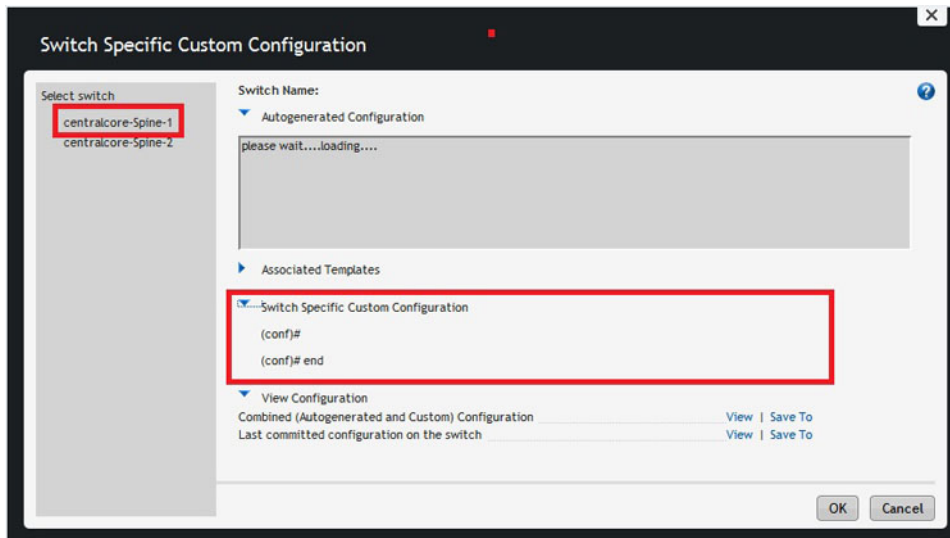 Switch Specific Custom Configuration
Select switch
centralcore-Spine-1
centralcore-Spine-2
Switch Name:
Autogenerated Configuration
please wait....loading....
Associated Templates
Switch Specific Custom Configuration
(conf)#
(conf)# end
View Configuration
Combined (Autogenerated and Custom) Configuration View | Save To
Last committed configuration on the switch View | Save To
OK Cancel